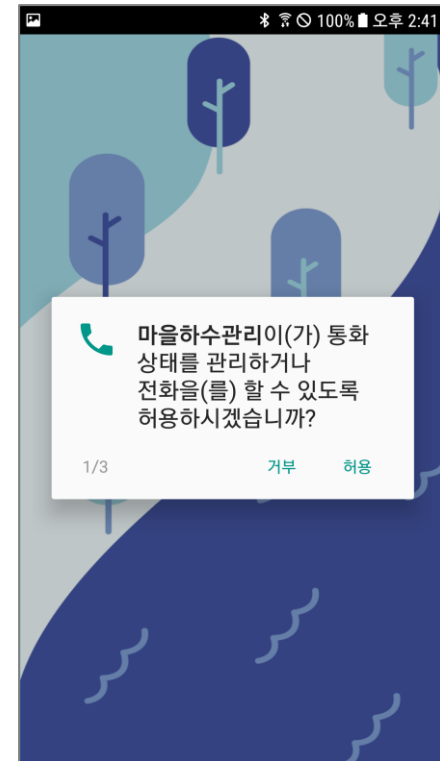 100% 오후 2:41
마을하수관리이(가) 통화
상태를 관리하거나
전화을(를) 할 수 있도록
허용하시겠습니까?
1/3 거부 허용